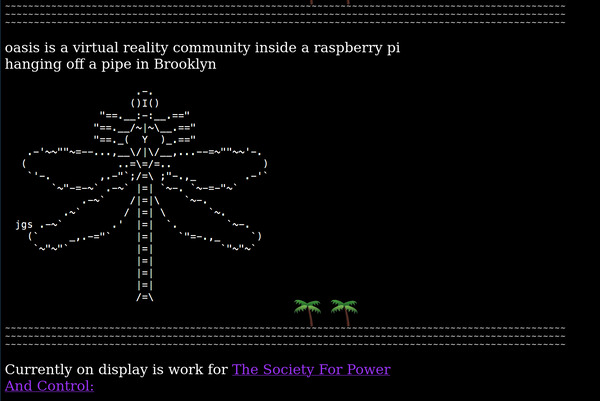 oasis is a virtual reality community inside a raspberry pi
hanging off a pipe in Brooklyn
jgs
Currently on display is work for The Society For Power
And Control: